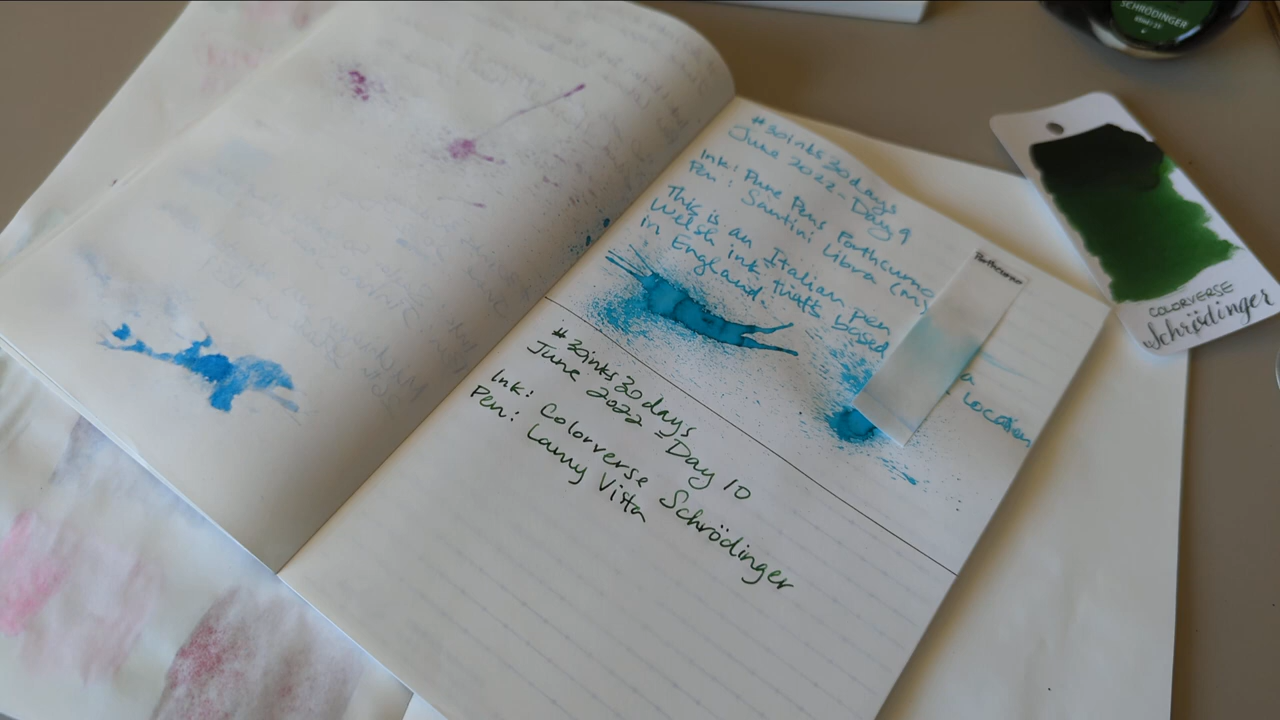 #30inks30days
June 2022 - Day 9
Ink: Pure Pens Porthcurno
Pen: Santini Libra (M)
This is an Italian pen
Welsh ink that's based
in England.
a
location
Porthcurno
#30inks30days
June 2022 - Day 10
Ink: Colorverse Schrödinger
Pen: Lamy Vista
SCHRÖDINGER
COLORVERSE
Schrödinger